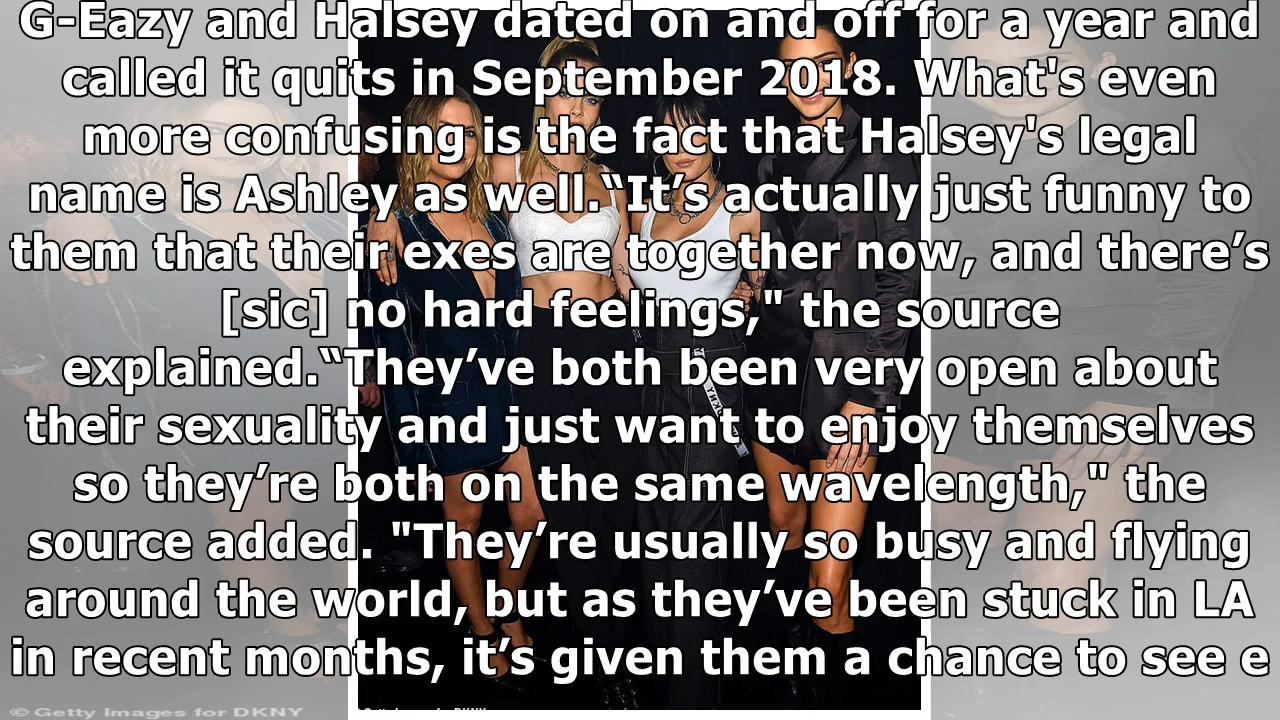 G-Eazy and Halsey dated on and off for a year and
called it quits in September 2018. What's even
more confusing is the fact that Halsey's legal
name is Ashley as well.“It’s actually just funny to
them that their exes are together now, and there’s
[sic] no hard feelings," the source
explained.“They’ve both been very open about
their sexuality and just want to enjoy themselves
so they’re both on the same wavelength," the
source added. "They’re usually so busy and flying
around the world, but as they’ve been stuck in LA
in recent months, it’s given them a chance to see e
© Getty Images for DKNY